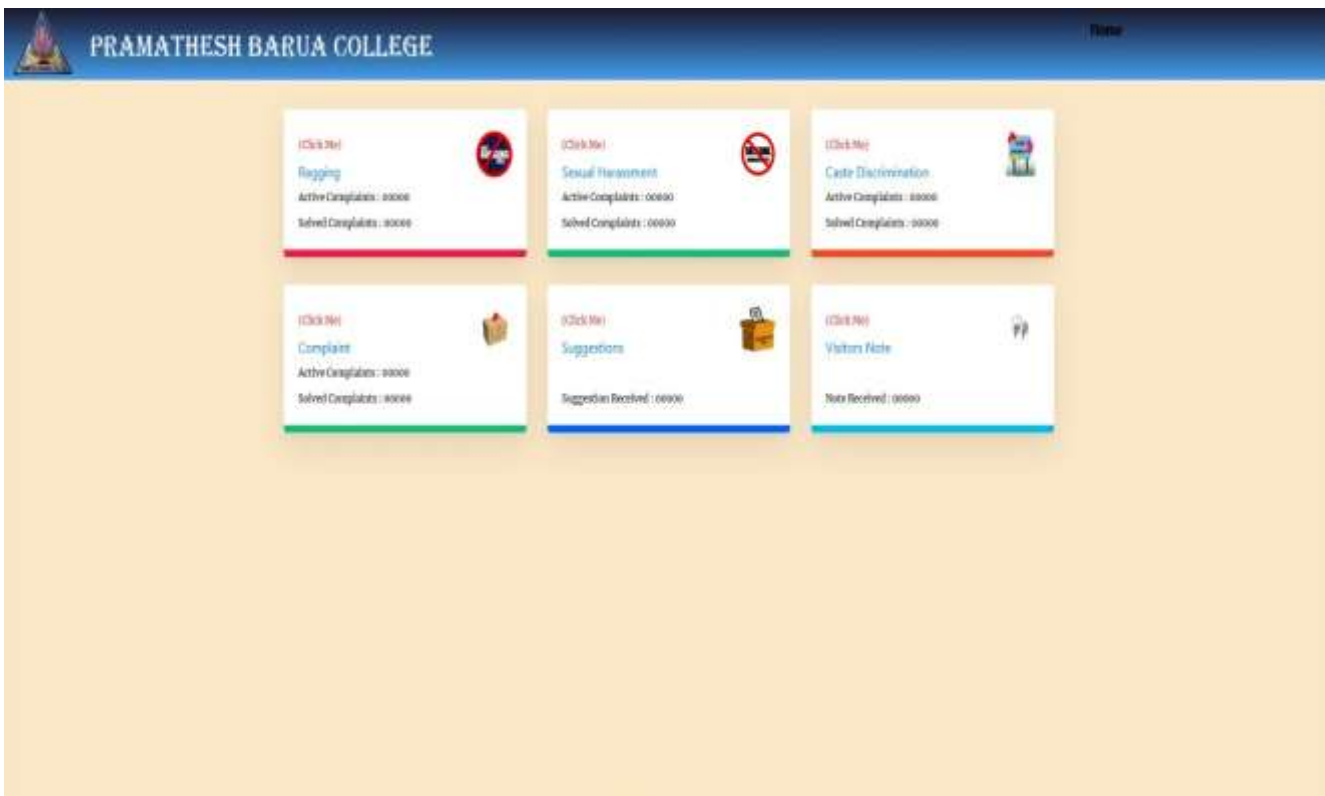 PRAMATHESH BARUA COLLEGE
Home
(Click Me)
Ragging
Active Complaints : 00000
Solved Complaints : 00000
(Click Me)
Sexual Harassment
Active Complaints : 00000
Solved Complaints : 00000
(Click Me)
Caste Discrimination
Active Complaints : 00000
Solved Complaints : 00000
(Click Me)
Complaint
Active Complaints : 00000
Solved Complaints : 00000
(Click Me)
Suggestions
Suggestion Received : 00000
(Click Me)
Visitors Note
Note Received : 00000